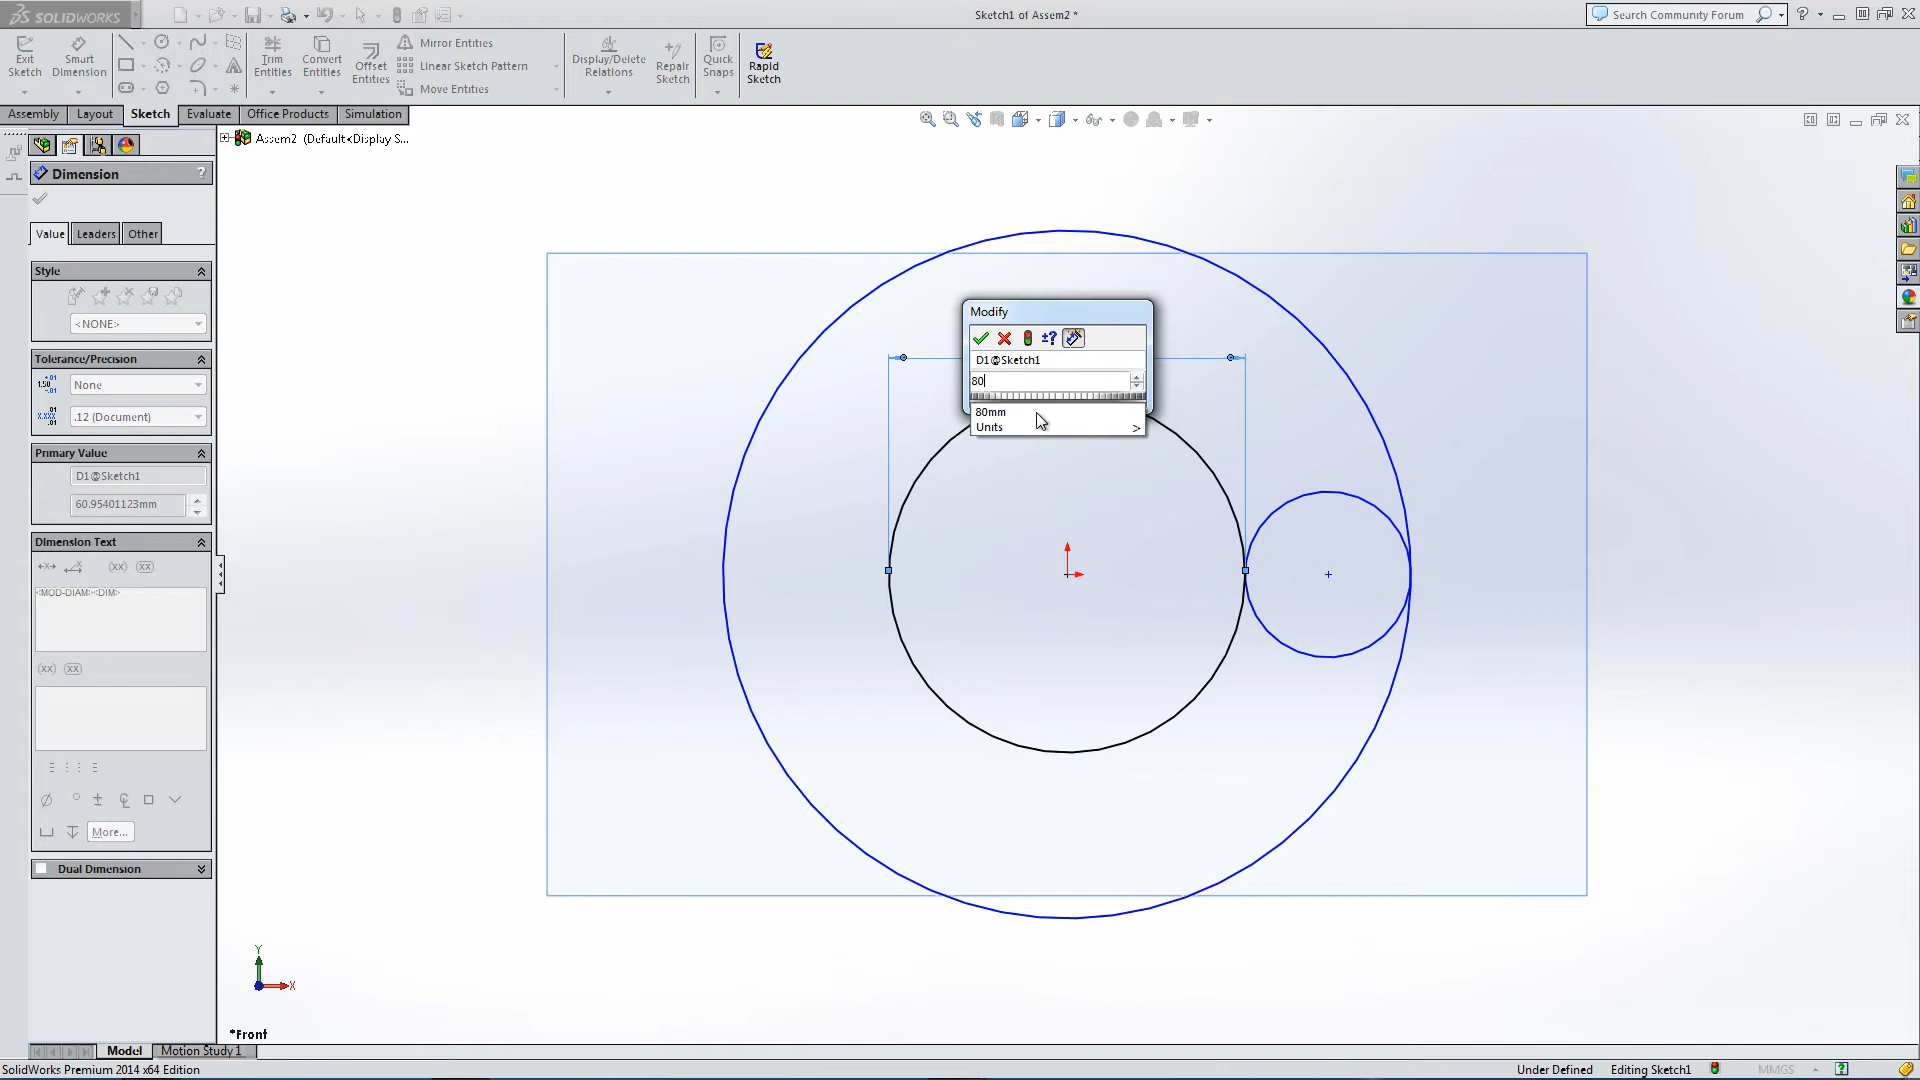 SOLIDWORKS
Sketch1 of Assem2 *
Search Community Forum
Exit Sketch
Smart Dimension
Trim Entities
Convert Entities
Offset Entities
Mirror Entities
Linear Sketch Pattern
Move Entities
Display/Delete Relations
Repair Sketch
Quick Snaps
Rapid Sketch
Assembly Layout Sketch Evaluate Office Products Simulation
Assem2 (Default<Display S...
Dimension ?
Value Leaders Other
Style
<NONE>
Tolerance/Precision
None
.12 (Document)
Primary Value
D1@Sketch1
60.95401123mm
Dimension Text
(xx) (xx)
<MOD-DIAM><DIM>
(xx) (xx)
More...
Dual Dimension
Modify
±?
D1@Sketch1
80
80mm
Units >
Y
X
*Front
Model Motion Study 1
SolidWorks Premium 2014 x64 Edition
Under Defined Editing Sketch1 MMGS